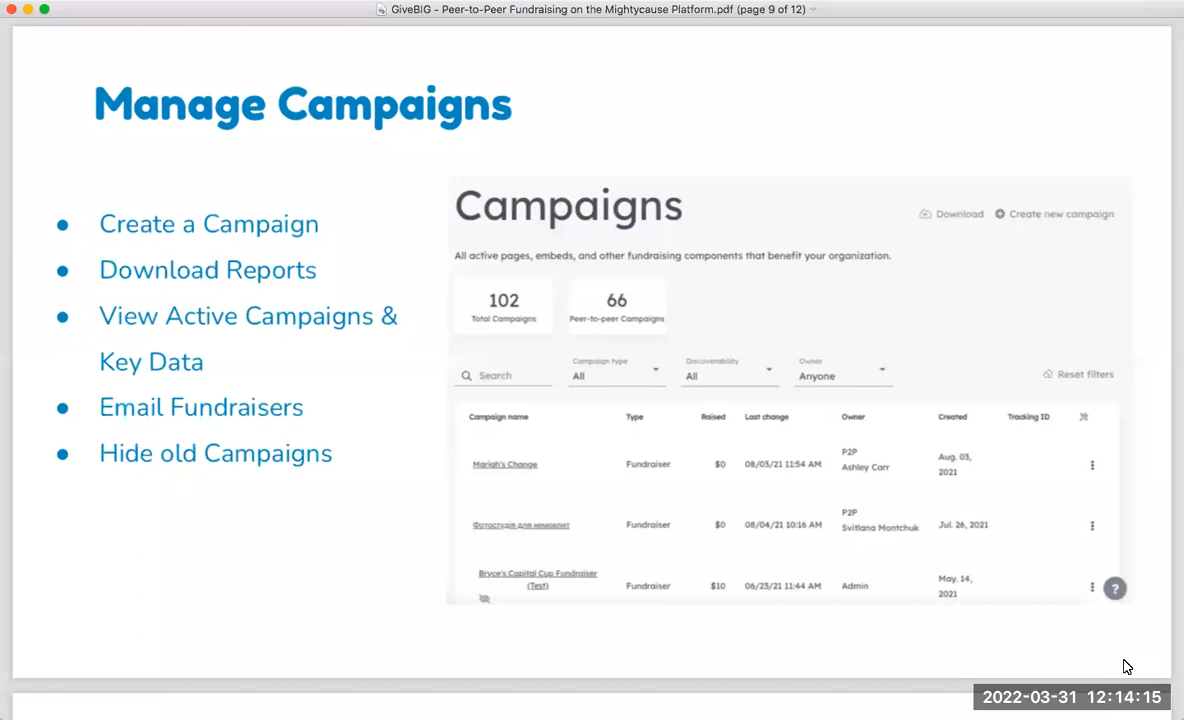 GiveBIG - Peer-to-Peer Fundraising on the Mightycause Platform.pdf (page 9 of 12)
Manage Campaigns
Create a Campaign
Download Reports
View Active Campaigns &
Key Data
Email Fundraisers
Hide old Campaigns
Campaigns
Download
Create new campaign
All active pages, embeds, and other fundraising components that benefit your organization.
102
Total Campaigns
66
Peer-to-peer Campaigns
Search
Campaign type
All
Discoverability
All
Owner
Anyone
Reset filters
Campaign name Type Raised Last change Owner Created Tracking ID
Mariah's Change Fundraiser $0 08/03/21 11:54 AM P2P
Ashley Carr Aug. 03,
2021
Фотостудія для немовлят Fundraiser $0 08/04/21 10:16 AM P2P
Svitlana Montchuk Jul. 26, 2021
Bryce's Capital Cup Fundraiser
(Test) Fundraiser $10 06/23/21 11:44 AM Admin May. 14,
2021
?
2022-03-31 12:14:15